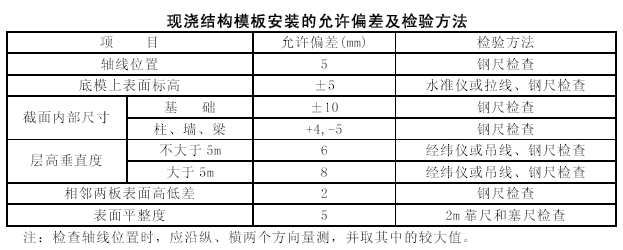 现浇结构模板安装的允许偏差及检验方法
项 目 允许偏差(mm) 检验方法
轴线位置 5 钢尺检查
底模上表面标高 ±5 水准仪或拉线、钢尺检查
截面内部尺寸 基 础 ±10 钢尺检查
柱、墙、梁 +4,-5 钢尺检查
层高垂直度 不大于5m 6 经纬仪或吊线、钢尺检查
大于5m 8 经纬仪或吊线、钢尺检查
相邻两板表面高低差 2 钢尺检查
表面平整度 5 2m靠尺和塞尺检查
注：检查轴线位置时，应沿纵、横两个方向量测，并取其中的较大值。